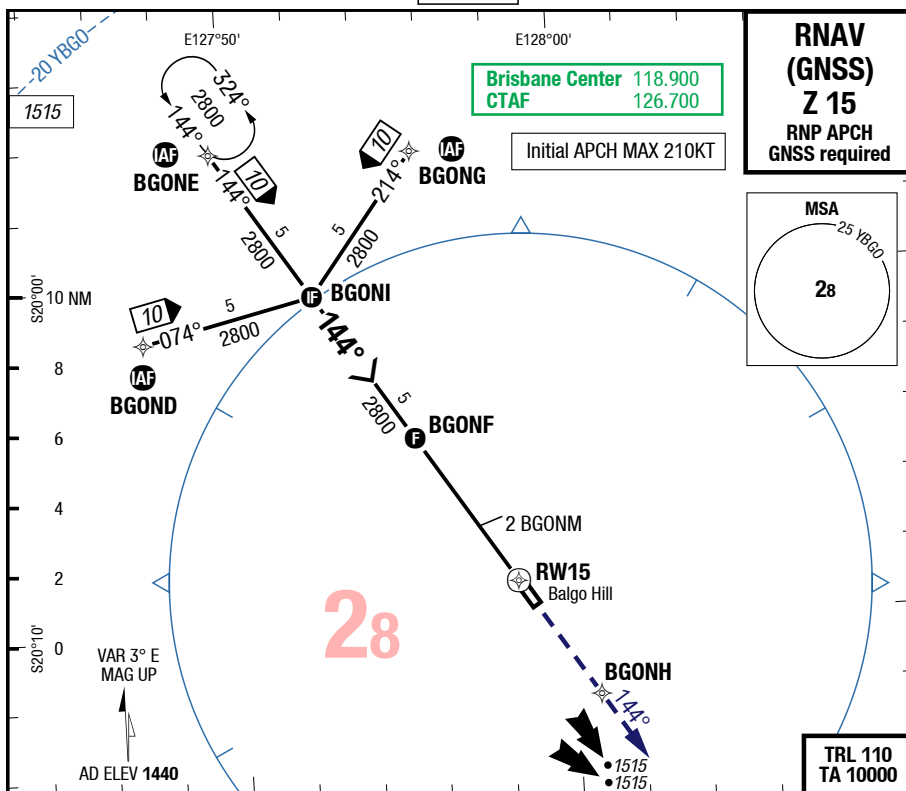 E127°50'
E128°00'
RNAV
(GNSS)
Z 15
RNP APCH
GNSS required
20 YBGO
Brisbane Center 118.900
CTAF 126.700
1515
Initial APCH MAX 210KT
324°
2800
144°
IAF
BGONE
144°
10
5
2800
10
IAF
BGONG
214°
5
2800
MSA
25 YBGO
28
S20°00'
10 NM
IF
BGONI
10
074°
5
2800
IAF
BGOND
144°
5
2800
8
F
BGONF
6
4
2 BGONM
2
RW15
Balgo Hill
28
S20°10'
0
VAR 3° E
MAG UP
BGONH
144°
AD ELEV 1440
1515
1515
TRL 110
TA 10000